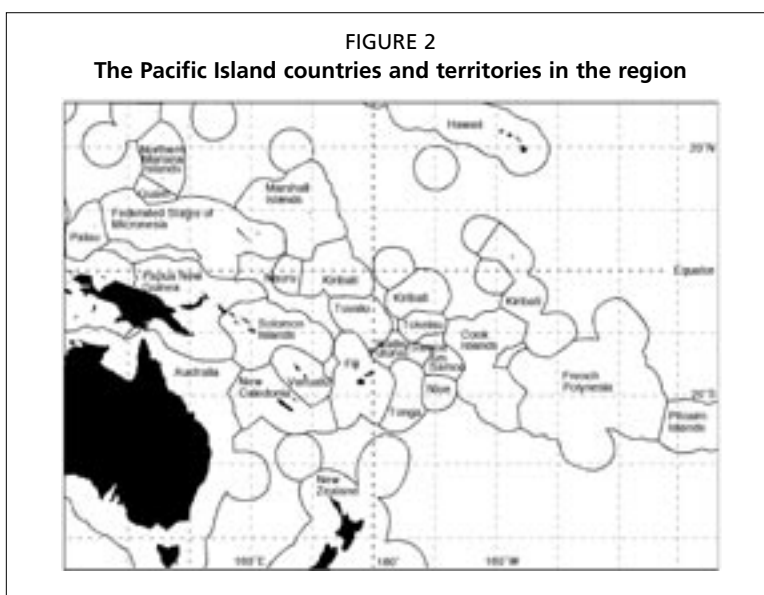 FIGURE 2
The Pacific Island countries and territories in the region
Hawaii
20°N
Northern
Mariana
Islands
Guam
Marshall
Islands
Federated States of
Micronesia
Palau
Equator
Papua New
Guinea
Nauru
Kiribati
Kiribati
Kiribati
Tuvalu
Tokelau
Solomon
Islands
Cook
Islands
Samoa
Fiji
Australia
Vanuatu
New
Caledonia
Niue
Tonga
French
Polynesia
20°S
Pitcairn
Islands
New
Zealand
160°E
180°
160°W